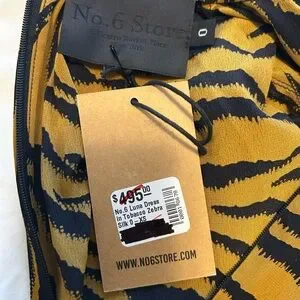 No.6 Store
0
$495.00
No.6 Luna Dress
in Tobacco Zebra
Silk 0 - XS
WWW.NO6STORE.COM